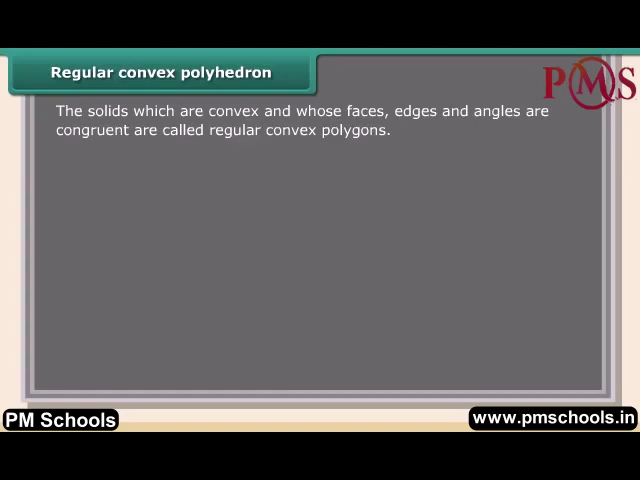 Regular convex polyhedron
PMS
The solids which are convex and whose faces, edges and angles are
congruent are called regular convex polygons.
PM Schools
www.pmschools.in